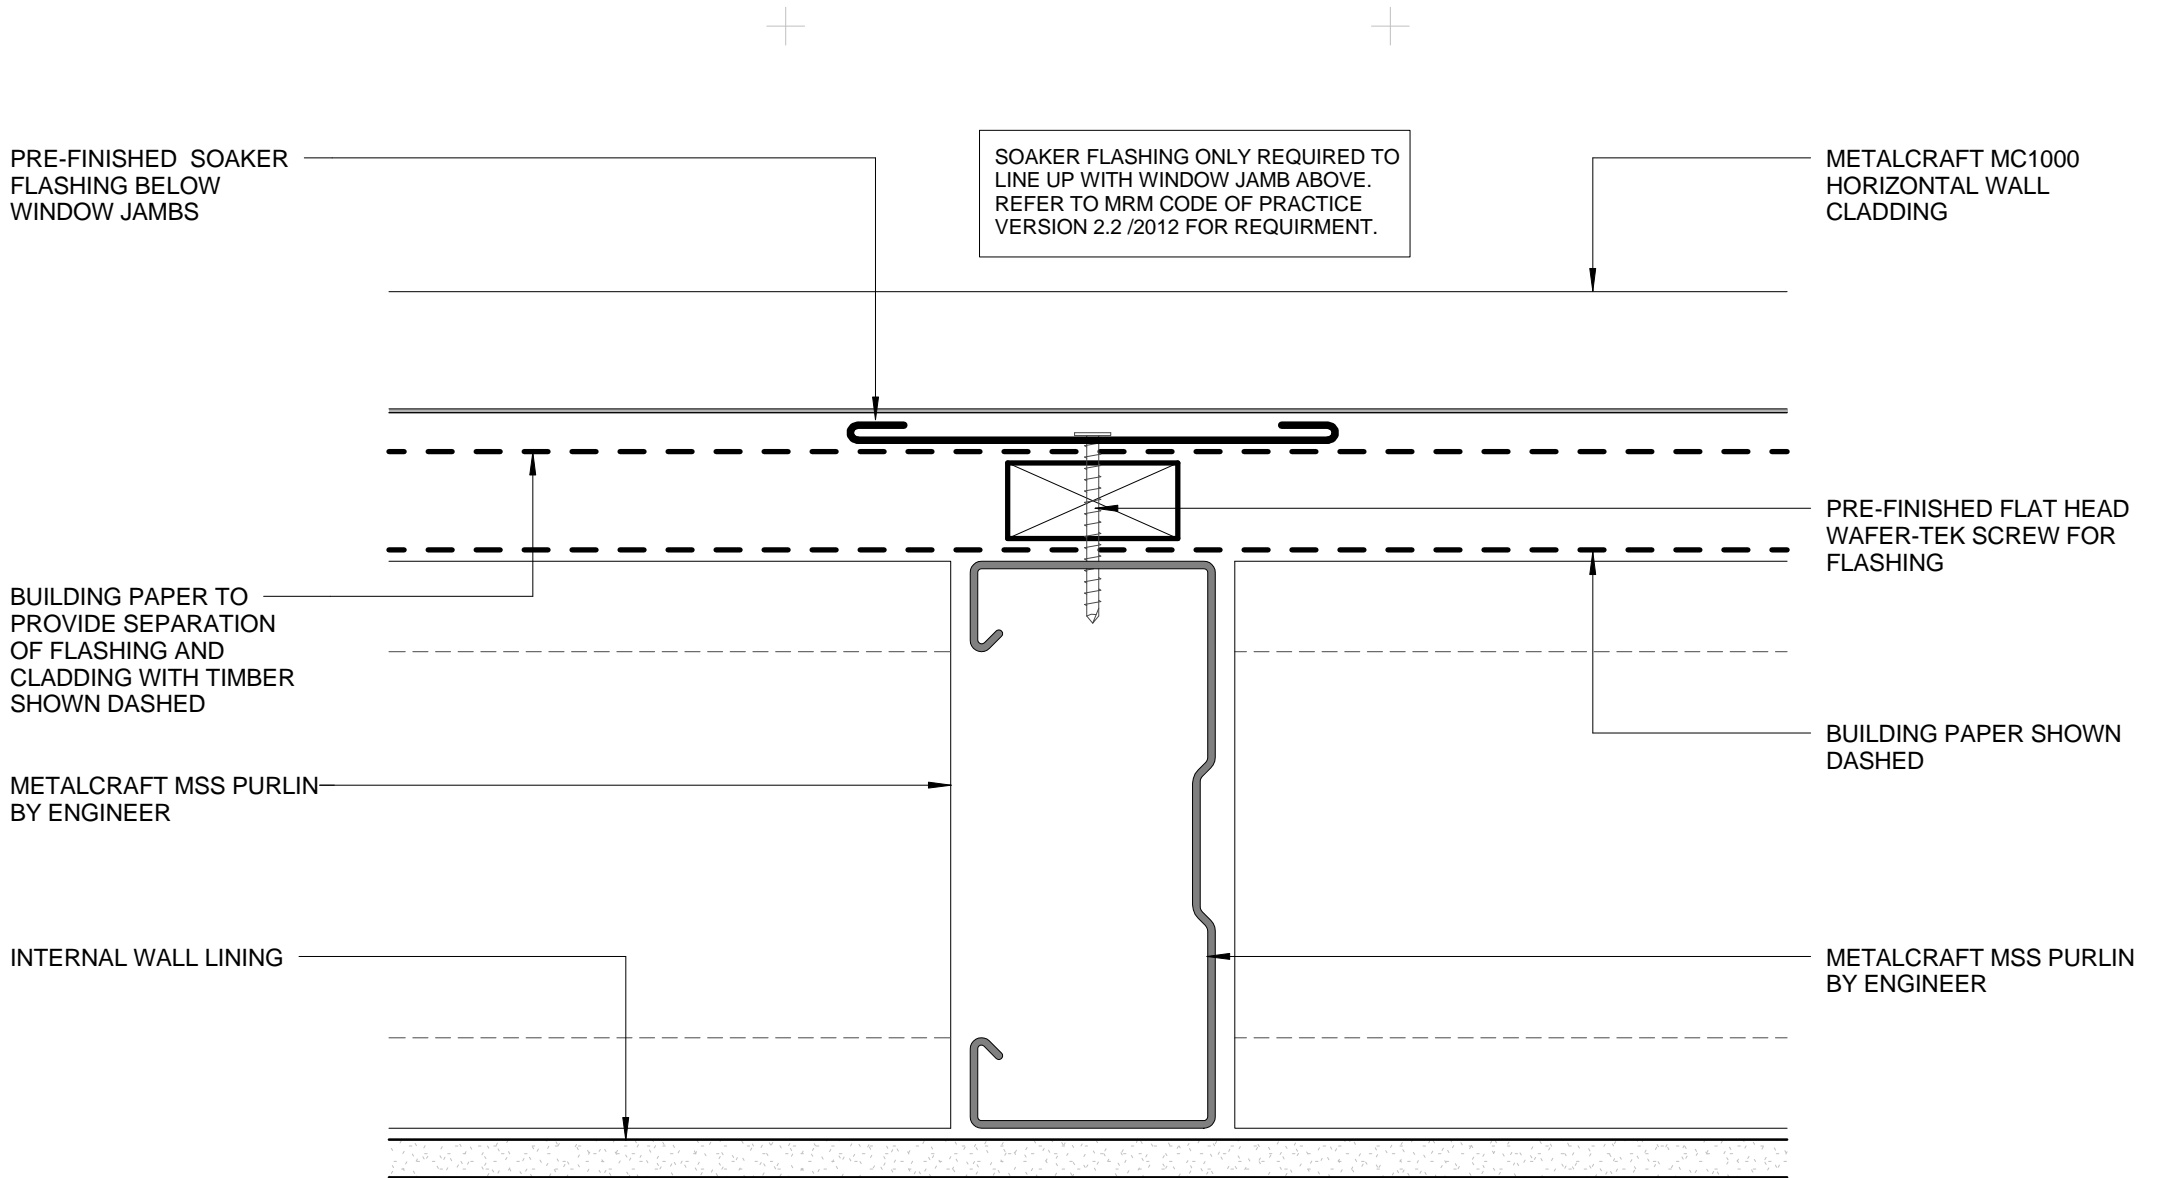 PRE-FINISHED  SOAKER
FLASHING BELOW
WINDOW JAMBS
SOAKER FLASHING ONLY REQUIRED TO
LINE UP WITH WINDOW JAMB ABOVE.
REFER TO MRM CODE OF PRACTICE
VERSION 2.2 /2012 FOR REQUIRMENT.
METALCRAFT MC1000
HORIZONTAL WALL
CLADDING
PRE-FINISHED FLAT HEAD
WAFER-TEK SCREW FOR
FLASHING
BUILDING PAPER TO
PROVIDE SEPARATION
OF FLASHING AND
CLADDING WITH TIMBER
SHOWN DASHED
BUILDING PAPER SHOWN
DASHED
METALCRAFT MSS PURLIN
BY ENGINEER
INTERNAL WALL LINING
METALCRAFT MSS PURLIN
BY ENGINEER